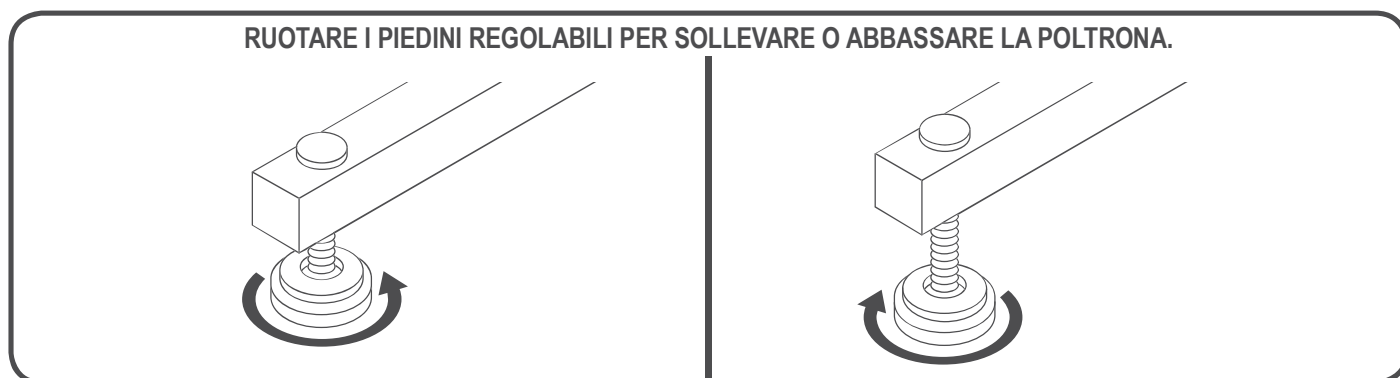 RUOTARE I PIEDINI REGOLABILI PER SOLLEVARE O ABBASSARE LA POLTRONA.